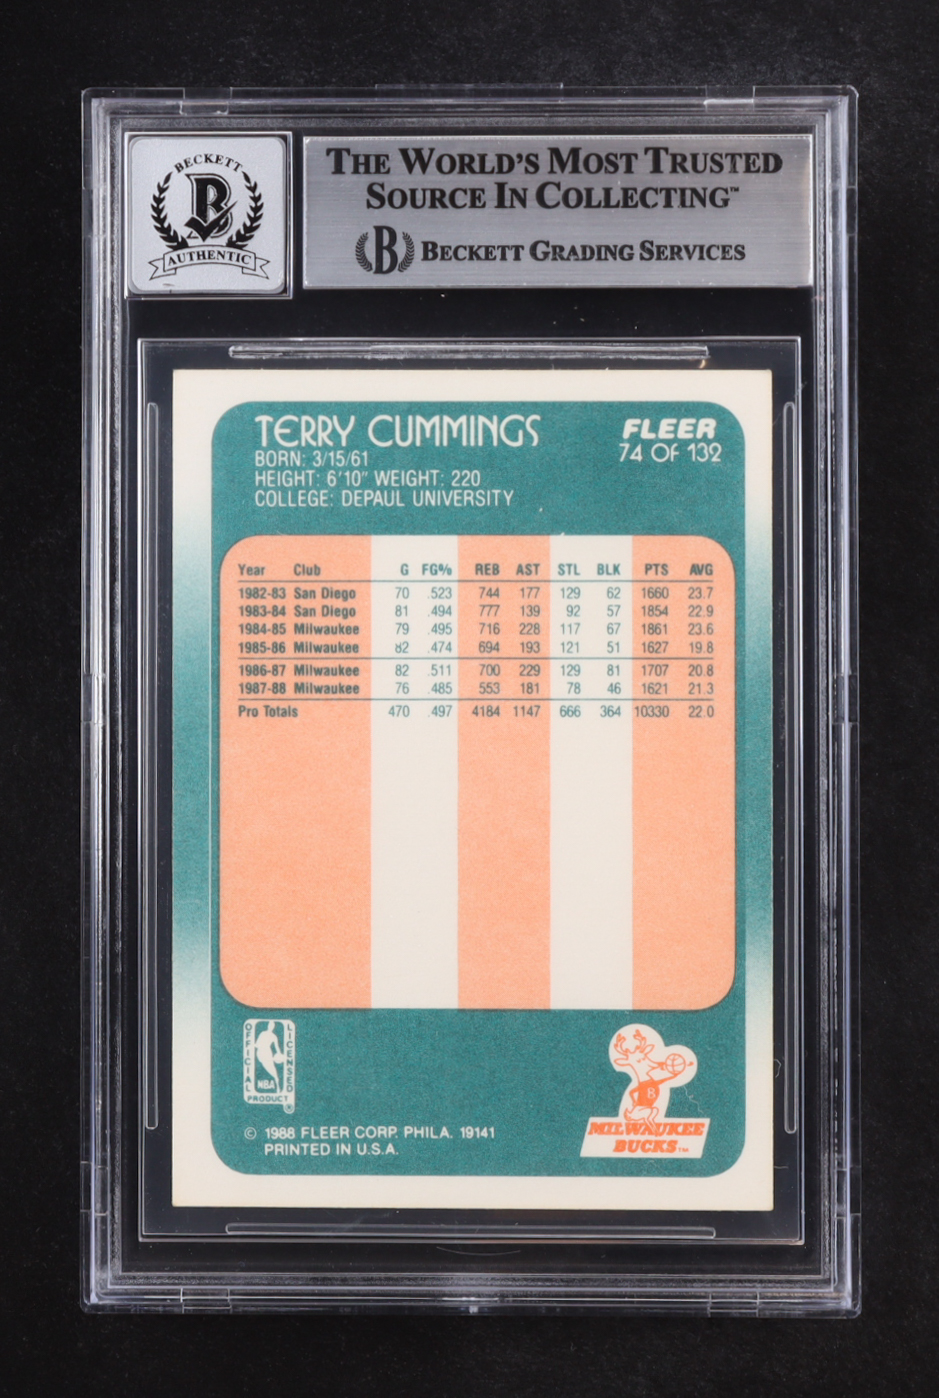 BECKETT
B
AUTHENTIC
THE WORLD'S MOST TRUSTED
SOURCE IN COLLECTING™
B BECKETT GRADING SERVICES
TERRY CUMMINGS
BORN: 3/15/61
HEIGHT: 6'10" WEIGHT: 220
COLLEGE: DEPAUL UNIVERSITY
FLEER
74 OF 132
Year Club G FG% REB AST STL BLK PTS AVG
1982-83 San Diego 70 .523 744 177 129 62 1660 23.7
1983-84 San Diego 81 .494 777 139 92 57 1854 22.9
1984-85 Milwaukee 79 .495 716 228 117 67 1861 23.6
1985-86 Milwaukee 82 .474 694 193 121 51 1627 19.8
1986-87 Milwaukee 82 .511 700 229 129 81 1707 20.8
1987-88 Milwaukee 76 .485 553 181 78 46 1621 21.3
Pro Totals 470 .497 4184 1147 666 364 10330 22.0
OFFICIAL
LICENSED
NBA
PRODUCT ®
B
MILWAUKEE
BUCKS™
© 1988 FLEER CORP. PHILA. 19141
PRINTED IN U.S.A.